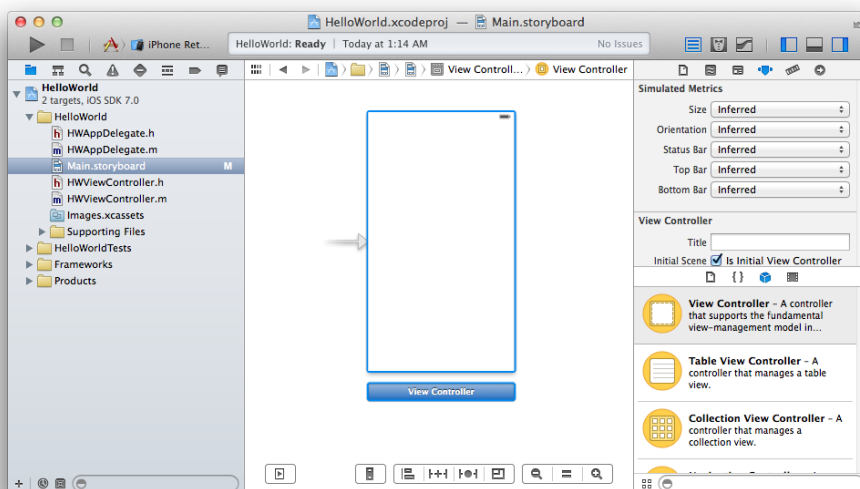 HelloWorld.xcodeproj — Main.storyboard
iPhone Ret...
HelloWorld: Ready | Today at 1:14 AM
No Issues
View Controll...
View Controller
HelloWorld
2 targets, iOS SDK 7.0
HelloWorld
h HWAppDelegate.h
m HWAppDelegate.m
Main.storyboard M
h HWViewController.h
m HWViewController.m
Images.xcassets
Supporting Files
HelloWorldTests
Frameworks
Products
View Controller
Simulated Metrics
Size Inferred
Orientation Inferred
Status Bar Inferred
Top Bar Inferred
Bottom Bar Inferred
View Controller
Title
Initial Scene Is Initial View Controller
{ }
View Controller – A controller
that supports the fundamental
view-management model in...
Table View Controller – A
controller that manages a table
view.
Collection View Controller – A
controller that manages a
collection view.